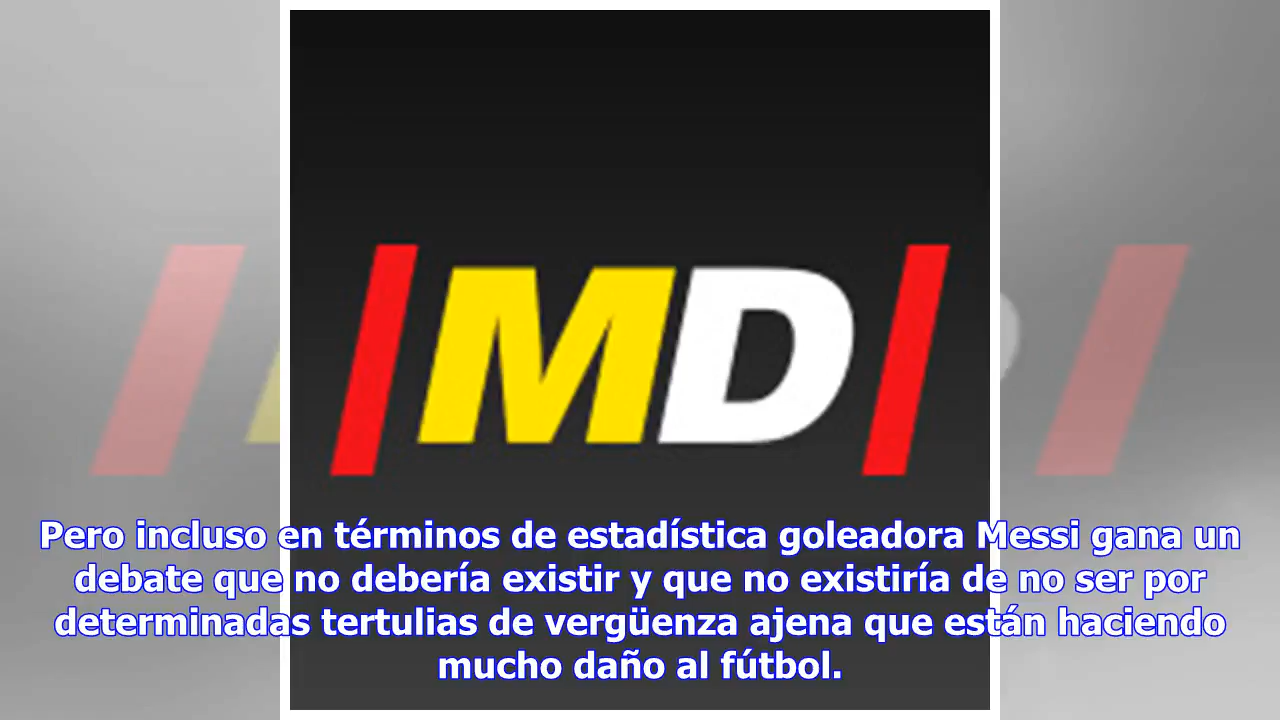 MD
Pero incluso en términos de estadística goleadora Messi gana un
debate que no debería existir y que no existiría de no ser por
determinadas tertulias de vergüenza ajena que están haciendo
mucho daño al fútbol.